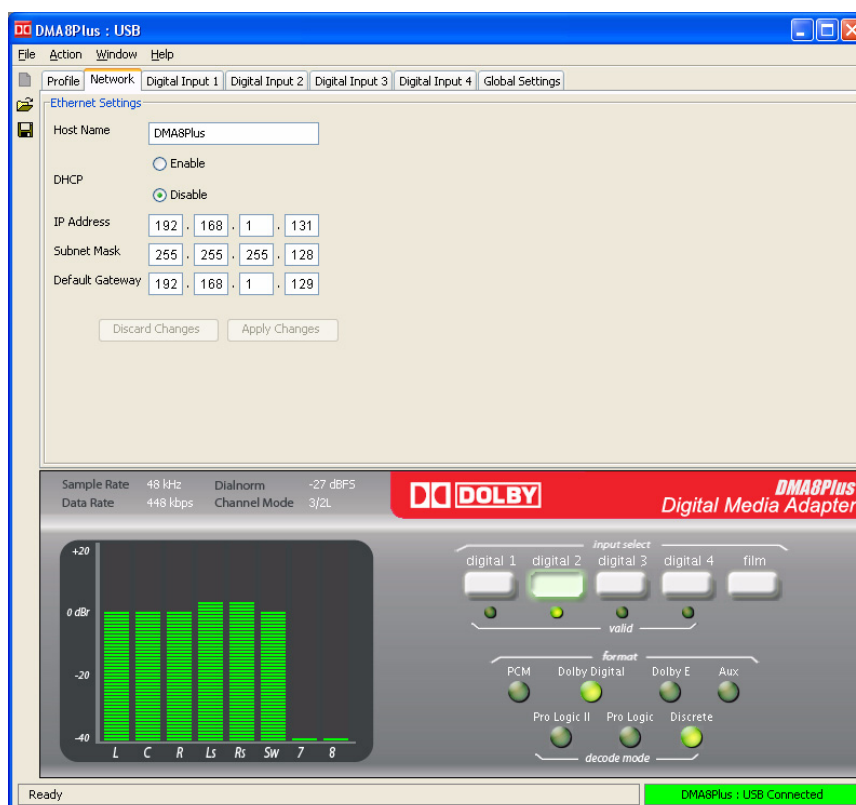 DMA8Plus : USB
File Action Window Help
Profile Network Digital Input 1 Digital Input 2 Digital Input 3 Digital Input 4 Global Settings
Ethernet Settings
Host Name DMA8Plus
Enable
DHCP
Disable
IP Address 192 . 168 . 1 . 131
Subnet Mask 255 . 255 . 255 . 128
Default Gateway 192 . 168 . 1 . 129
Discard Changes Apply Changes
Sample Rate 48 kHz Dialnorm -27 dBFS
Data Rate 448 kbps Channel Mode 3/2L
DOLBY
DMA8Plus
Digital Media Adapter
+20
0 dBr
-20
-40
L C R Ls Rs Sw 7 8
input select
digital 1 digital 2 digital 3 digital 4 film
valid
format
PCM Dolby Digital Dolby E Aux
Pro Logic II Pro Logic Discrete
decode mode
Ready
DMA8Plus : USB Connected